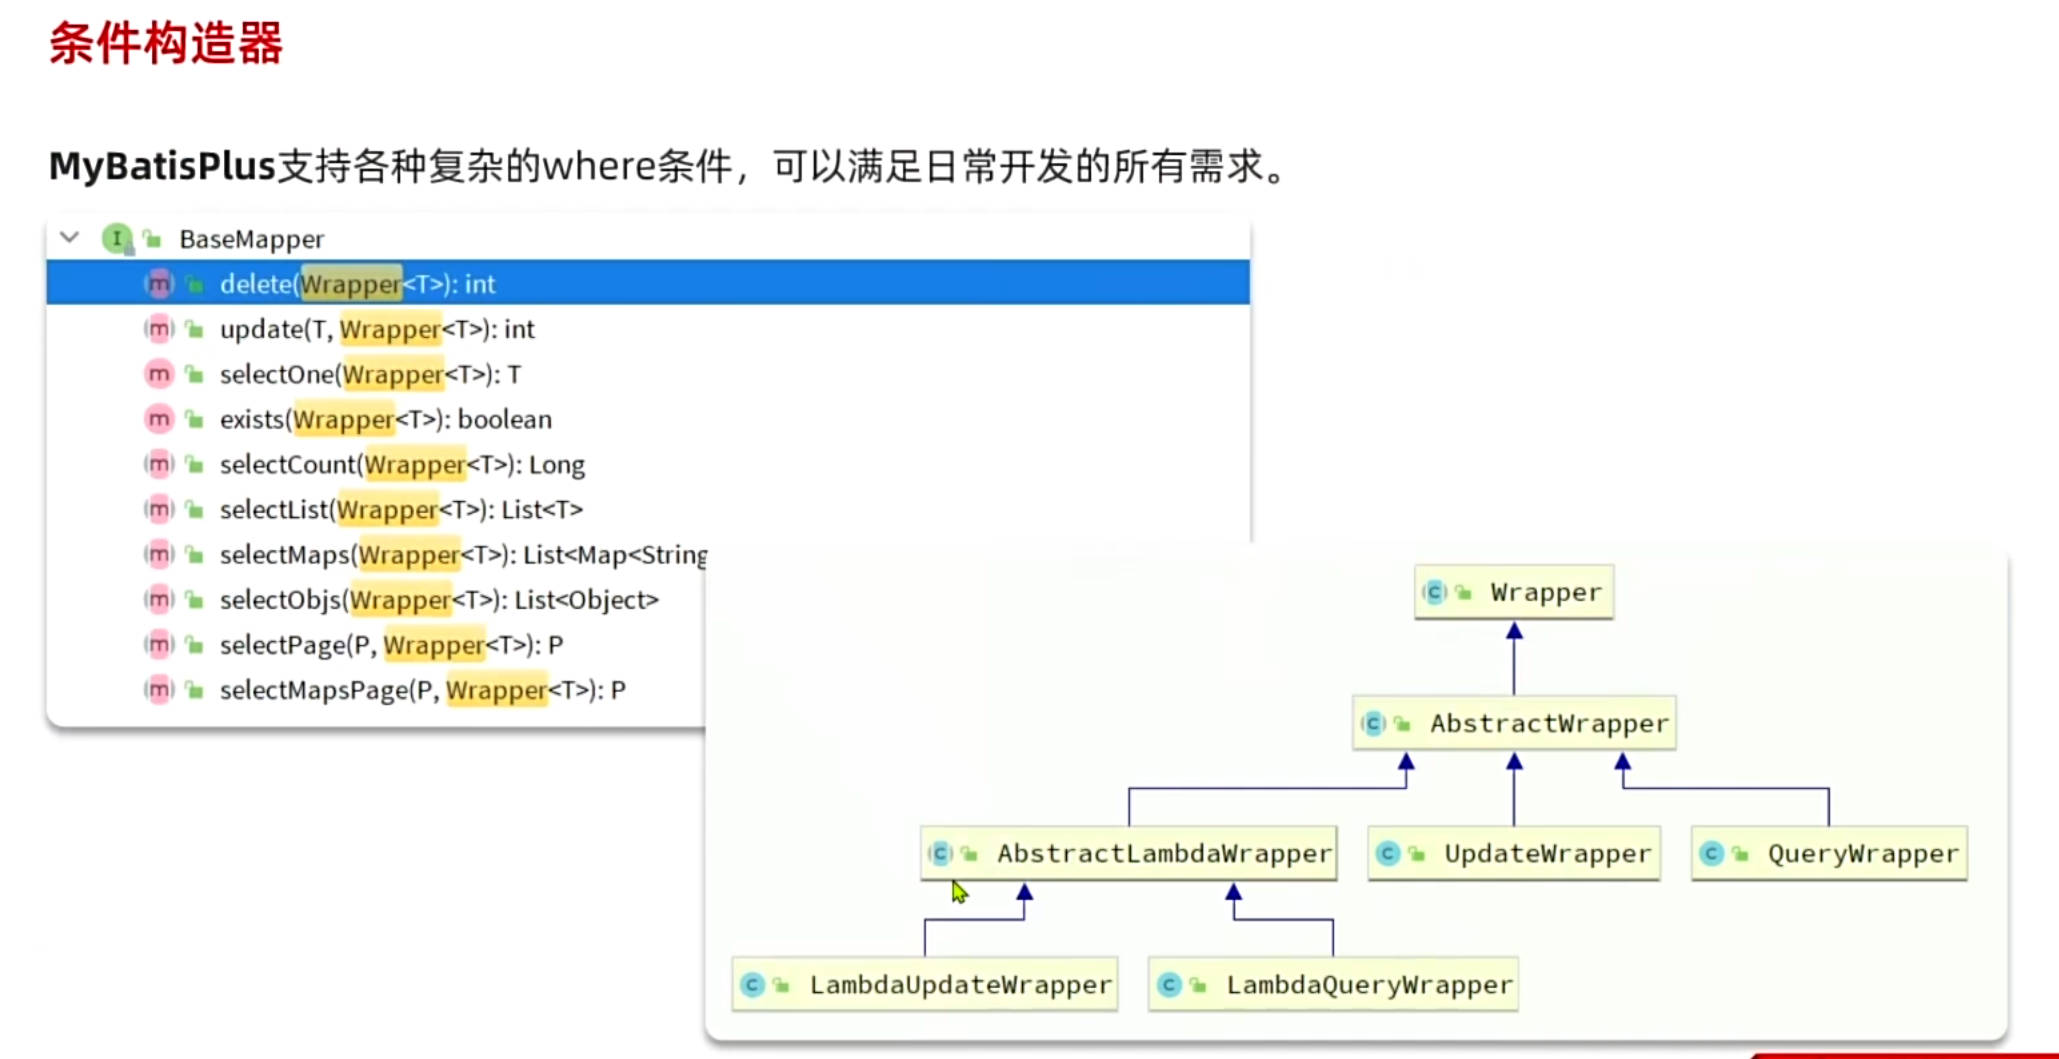 条件构造器
MyBatisPlus支持各种复杂的where条件，可以满足日常开发的所有需求。
I BaseMapper
m delete(Wrapper<T>): int
m update(T, Wrapper<T>): int
m selectOne(Wrapper<T>): T
m exists(Wrapper<T>): boolean
m selectCount(Wrapper<T>): Long
m selectList(Wrapper<T>): List<T>
m selectMaps(Wrapper<T>): List<Map<String
m selectObjs(Wrapper<T>): List<Object>
m selectPage(P, Wrapper<T>): P
m selectMapsPage(P, Wrapper<T>): P
C Wrapper
C AbstractWrapper
C AbstractLambdaWrapper
C UpdateWrapper
C QueryWrapper
C LambdaUpdateWrapper
C LambdaQueryWrapper